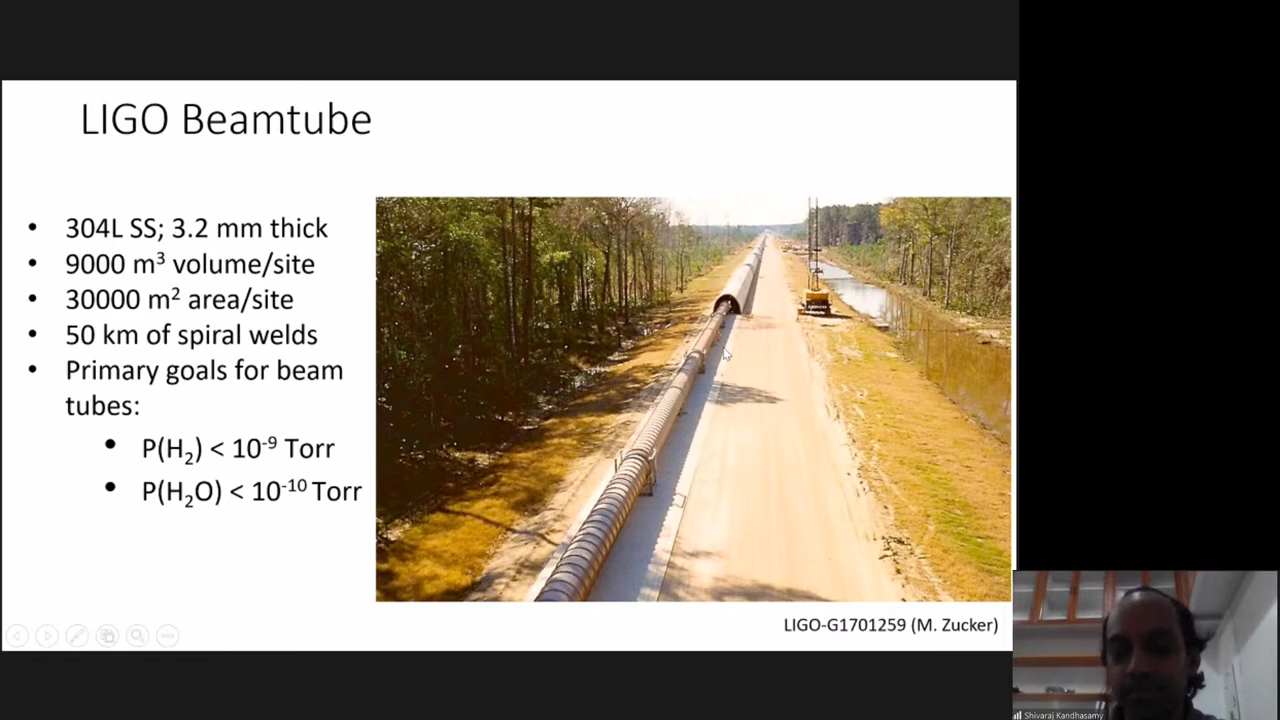 LIGO Beamtube
• 304L SS; 3.2 mm thick
• 9000 m³ volume/site
• 30000 m² area/site
• 50 km of spiral welds
• Primary goals for beam
tubes:
• P(H₂) < 10⁻⁹ Torr
• P(H₂O) < 10⁻¹⁰ Torr
LIGO-G1701259 (M. Zucker)
Shivaraj Kandhasamy